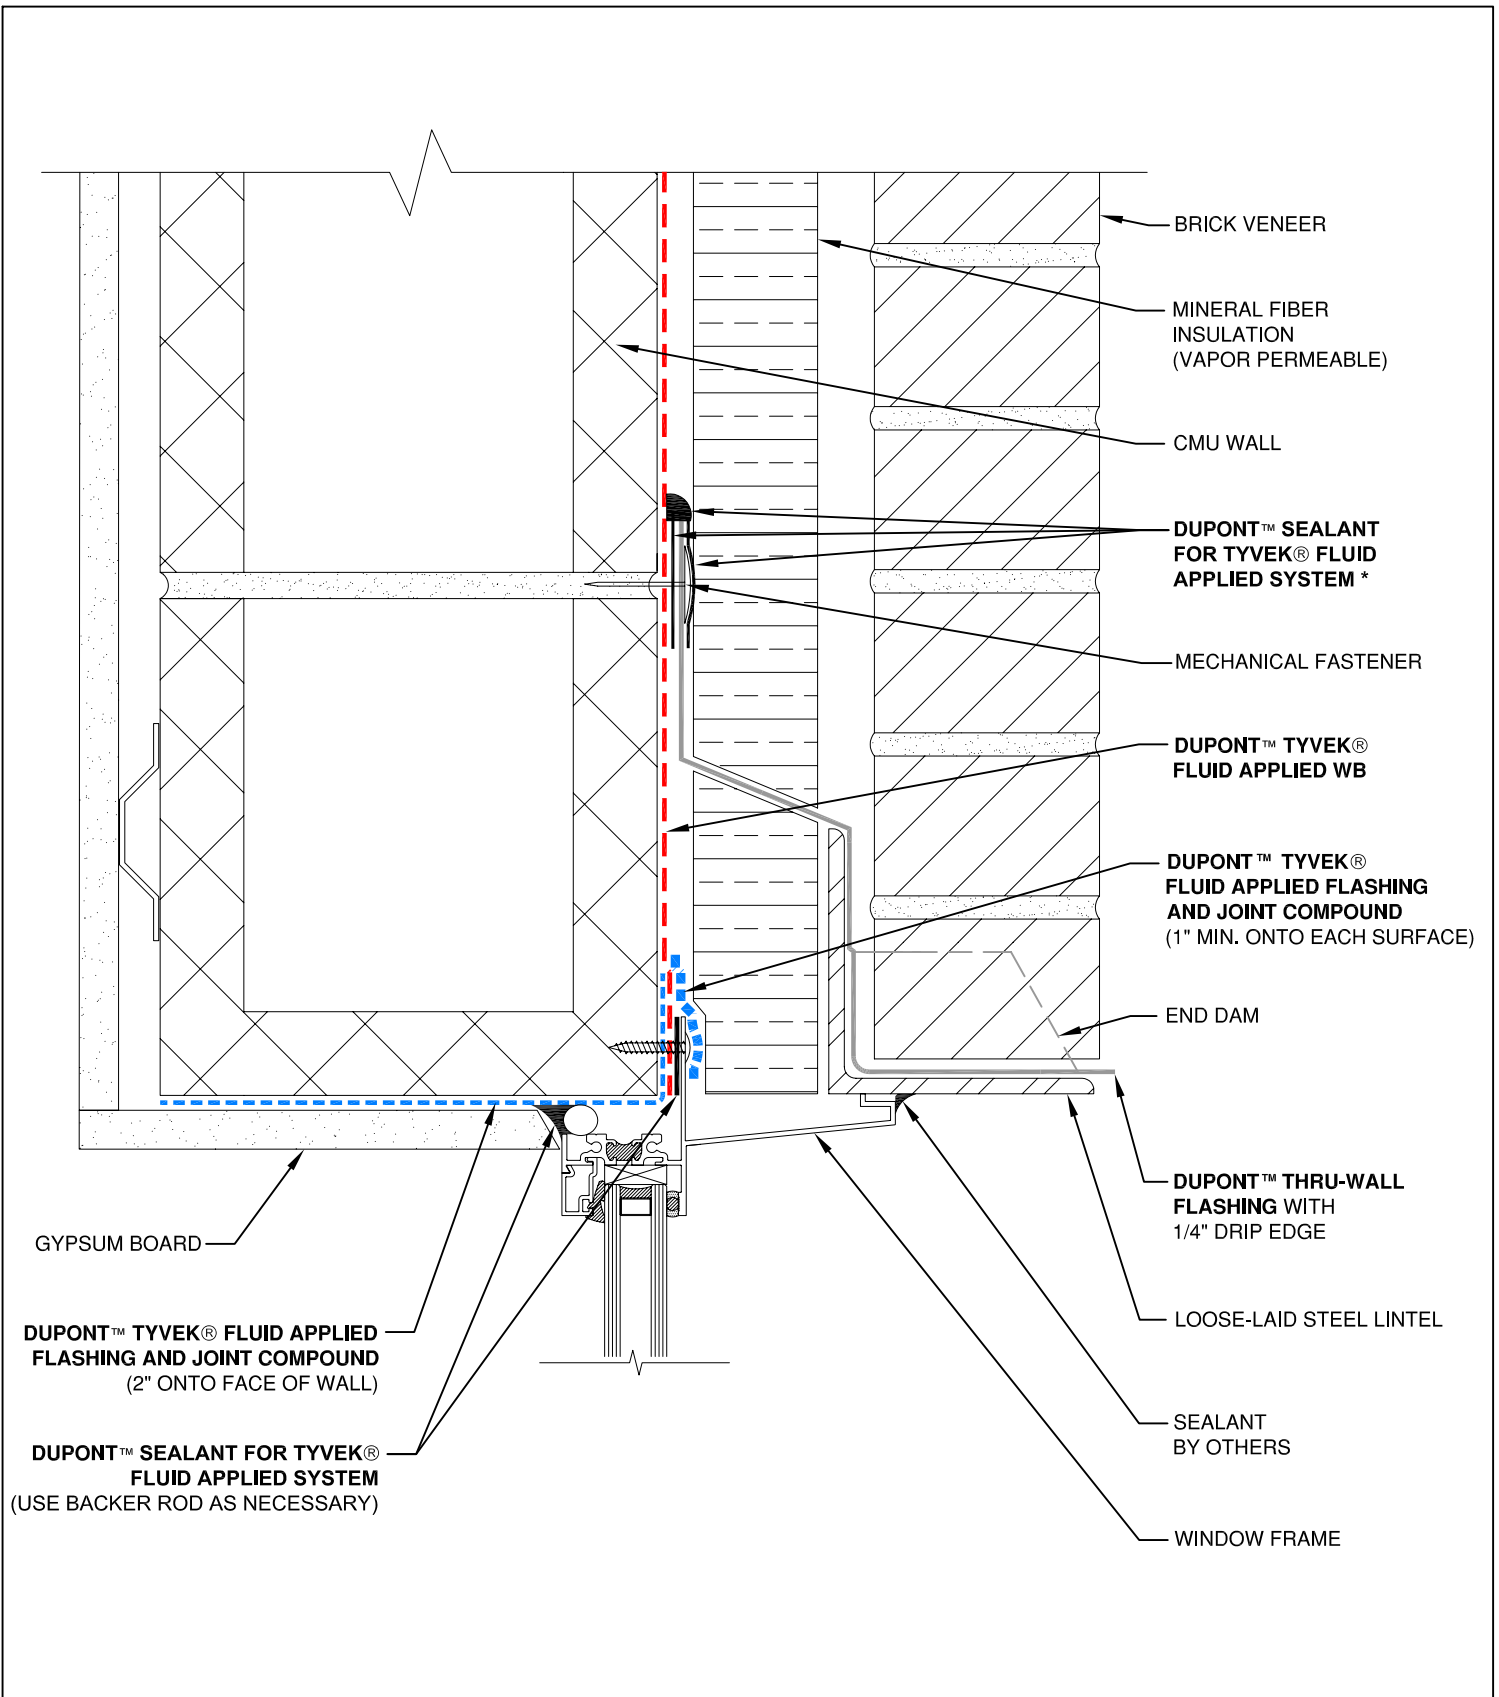 BRICK VENEER
MINERAL FIBER
INSULATION
(VAPOR PERMEABLE)
CMU WALL
DUPONT™ SEALANT
FOR TYVEK® FLUID
APPLIED SYSTEM *
MECHANICAL FASTENER
DUPONT™ TYVEK®
FLUID APPLIED WB
DUPONT™ TYVEK®
FLUID APPLIED FLASHING
AND JOINT COMPOUND
(1" MIN. ONTO EACH SURFACE)
END DAM
DUPONT™ THRU-WALL
FLASHING WITH
1/4" DRIP EDGE
LOOSE-LAID STEEL LINTEL
SEALANT
BY OTHERS
WINDOW FRAME
GYPSUM BOARD
DUPONT™ TYVEK® FLUID APPLIED
FLASHING AND JOINT COMPOUND
(2" ONTO FACE OF WALL)
DUPONT™ SEALANT FOR TYVEK®
FLUID APPLIED SYSTEM
(USE BACKER ROD AS NECESSARY)